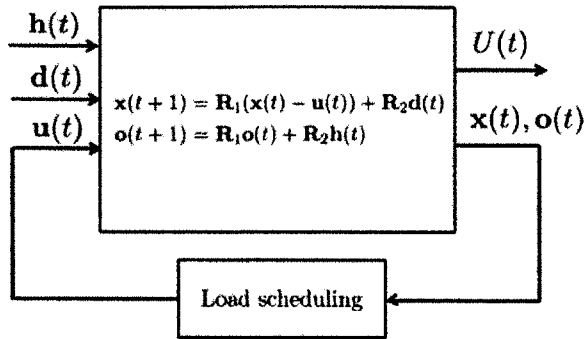 h(t)
d(t)
u(t)
x(t + 1) = R₁(x(t) − u(t)) + R₂d(t)
o(t + 1) = R₁o(t) + R₂h(t)
U(t)
x(t), o(t)
Load scheduling